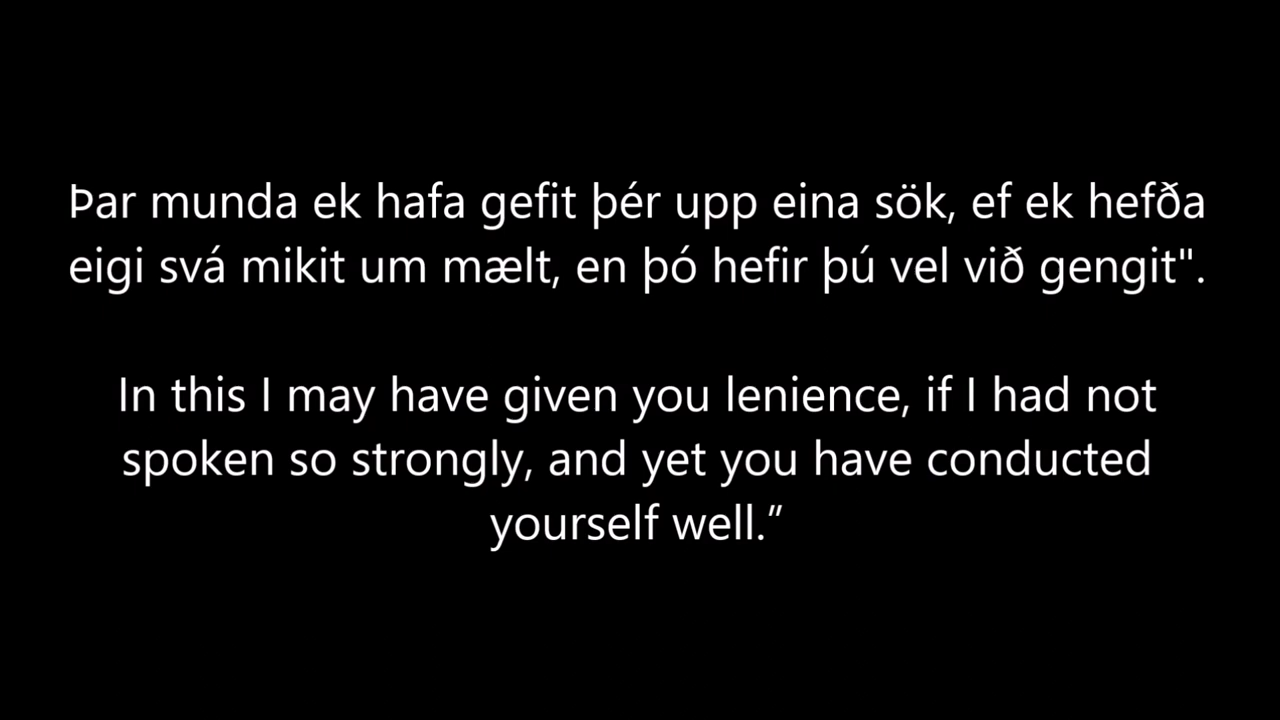 Þar munda ek hafa gefit þér upp eina sök, ef ek hefða
eigi svá mikit um mælt, en þó hefir þú vel við gengit".
In this I may have given you lenience, if I had not
spoken so strongly, and yet you have conducted
yourself well.”